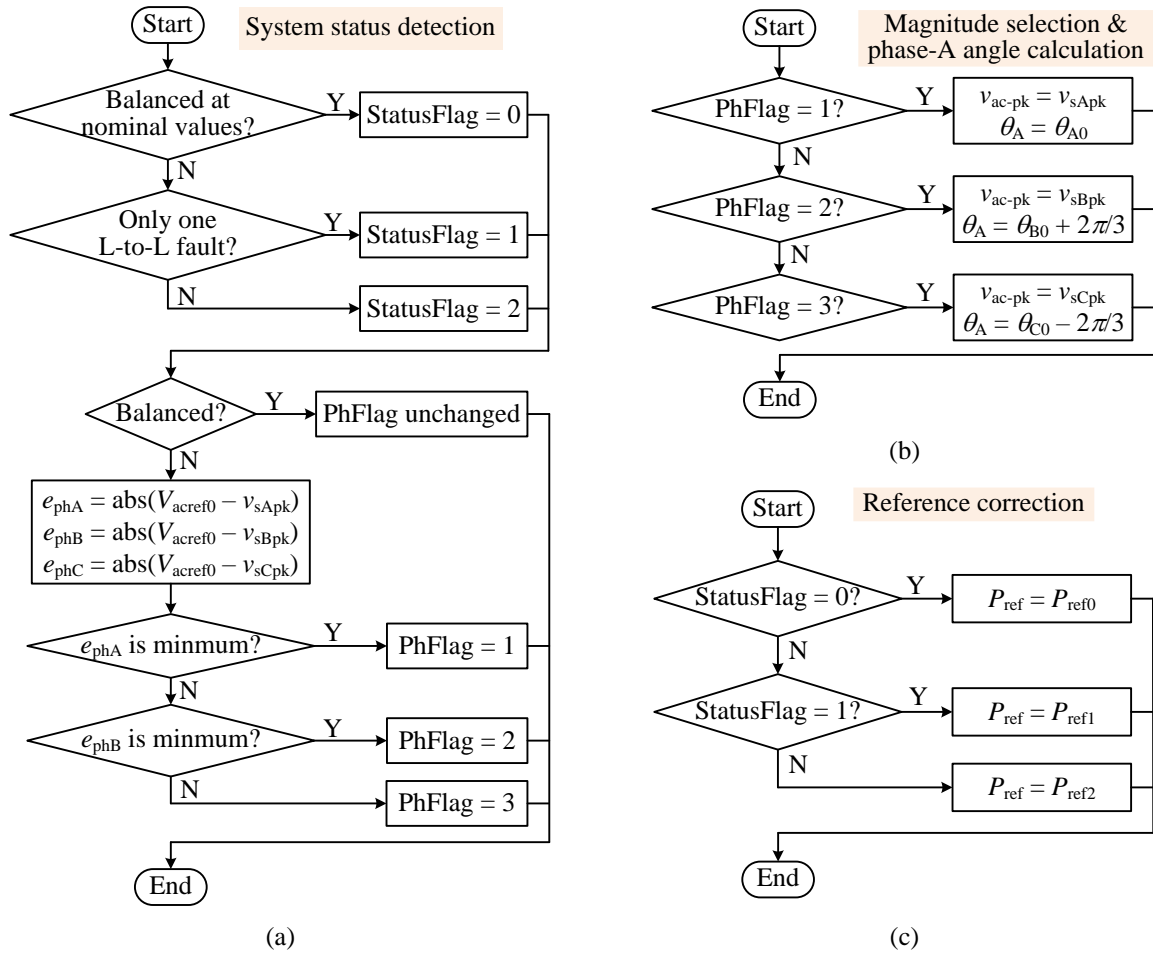 Start
System status detection
Balanced at
nominal values?
Y
StatusFlag = 0
N
Only one
L-to-L fault?
Y
StatusFlag = 1
N
StatusFlag = 2
Balanced?
Y
PhFlag unchanged
N
e_phA = abs(V_acref0 – v_sApk)
e_phB = abs(V_acref0 – v_sBpk)
e_phC = abs(V_acref0 – v_sCpk)
e_phA is minmum?
Y
PhFlag = 1
N
e_phB is minmum?
Y
PhFlag = 2
N
PhFlag = 3
End
(a)
Start
Magnitude selection &
phase-A angle calculation
PhFlag = 1?
Y
v_ac-pk = v_sApk
θ_A = θ_A0
N
PhFlag = 2?
Y
v_ac-pk = v_sBpk
θ_A = θ_B0 + 2π/3
N
PhFlag = 3?
Y
v_ac-pk = v_sCpk
θ_A = θ_C0 – 2π/3
End
(b)
Start
Reference correction
StatusFlag = 0?
Y
P_ref = P_ref0
N
StatusFlag = 1?
Y
P_ref = P_ref1
N
P_ref = P_ref2
End
(c)